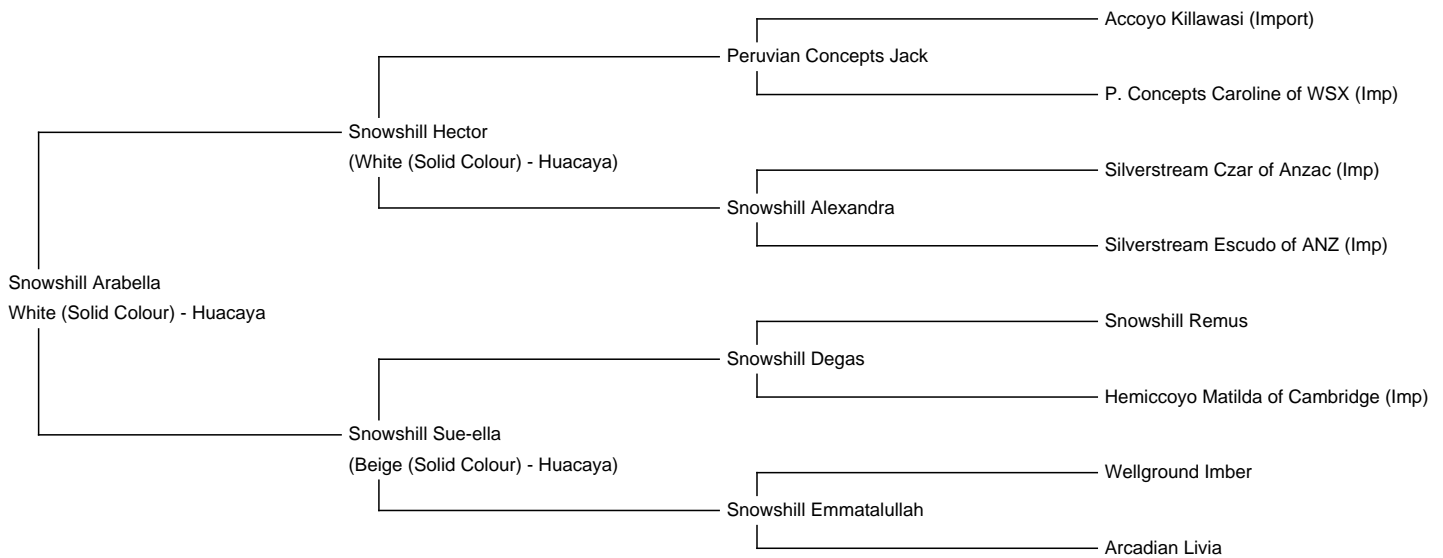 Accoyo Killawasi (Import)
Peruvian Concepts Jack
P. Concepts Caroline of WSX (Imp)
Snowshill Hector
(White (Solid Colour) - Huacaya)
Silverstream Czar of Anzac (Imp)
Snowshill Alexandra
Silverstream Escudo of ANZ (Imp)
Snowshill Arabella
White (Solid Colour) - Huacaya
Snowshill Remus
Snowshill Degas
Hemiccoyo Matilda of Cambridge (Imp)
Snowshill Sue-ella
(Beige (Solid Colour) - Huacaya)
Wellground Imber
Snowshill Emmatalullah
Arcadian Livia